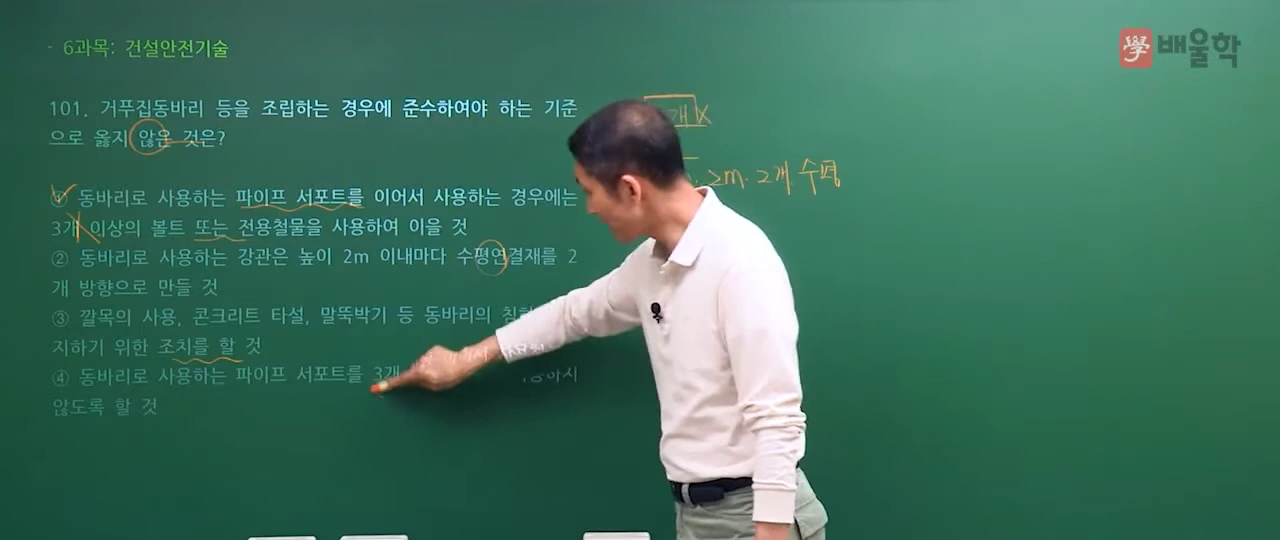 - 6과목: 건설안전기술
學 배울학
101. 거푸집동바리 등을 조립하는 경우에 준수하여야 하는 기준
으로 옳지 않은 것은?
① 동바리로 사용하는 파이프 서포트를 이어서 사용하는 경우에는
3개 이상의 볼트 또는 전용철물을 사용하여 이을 것
② 동바리로 사용하는 강관은 높이 2m 이내마다 수평연결재를 2
개 방향으로 만들 것
③ 깔목의 사용, 콘크리트 타설, 말뚝박기 등 동바리의
지하기 위한 조치를 할 것
④ 동바리로 사용하는 파이프 서포트를 3개
않도록 할 것
개 X
2m. 2개. 수평